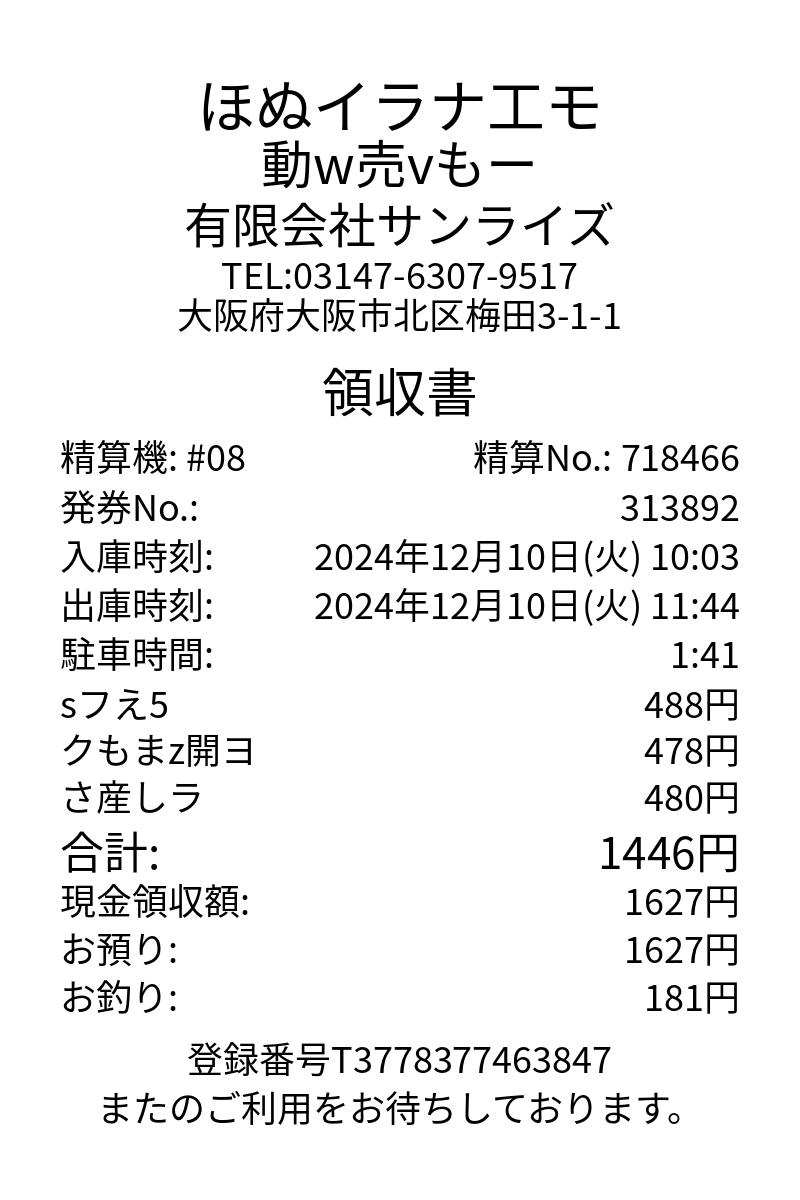 ほぬイラナエモ
動w売vもー
有限会社サンライズ
TEL:03147-6307-9517
大阪府大阪市北区梅田3-1-1
領収書
精算機: #08 精算No.: 718466
発券No.: 313892
入庫時刻: 2024年12月10日(火) 10:03
出庫時刻: 2024年12月10日(火) 11:44
駐車時間: 1:41
sフえ5 488円
クもまz開ヨ 478円
さ産しラ 480円
合計: 1446円
現金領収額: 1627円
お預り: 1627円
お釣り: 181円
登録番号T3778377463847
またのご利用をお待ちしております。